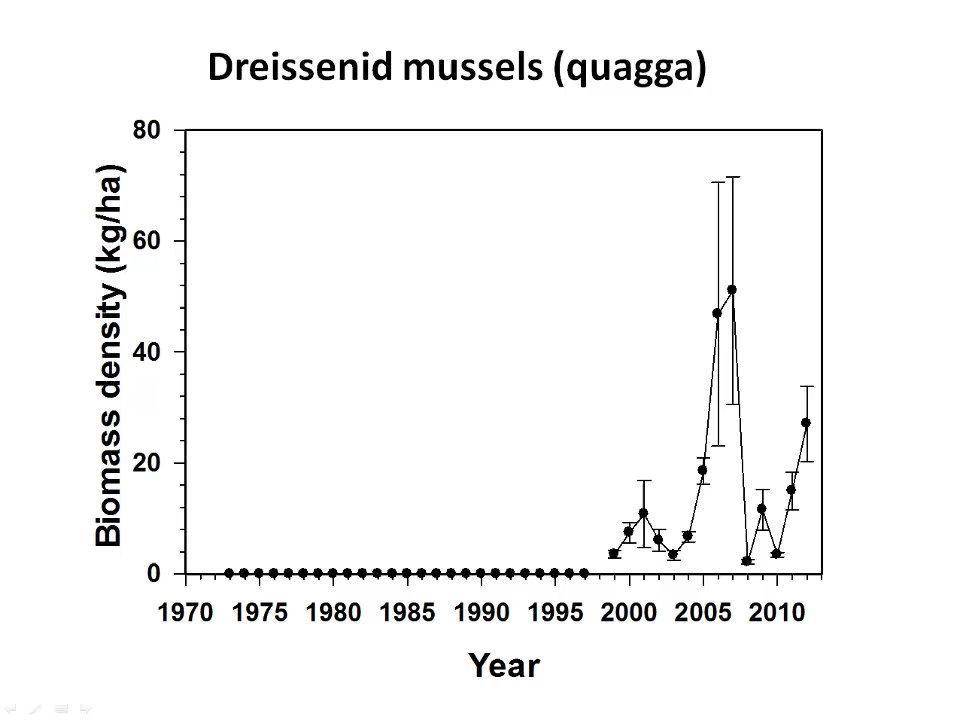 Dreissenid mussels (quagga)
Biomass density (kg/ha)
80
60
40
20
0
1970 1975 1980 1985 1990 1995 2000 2005 2010
Year